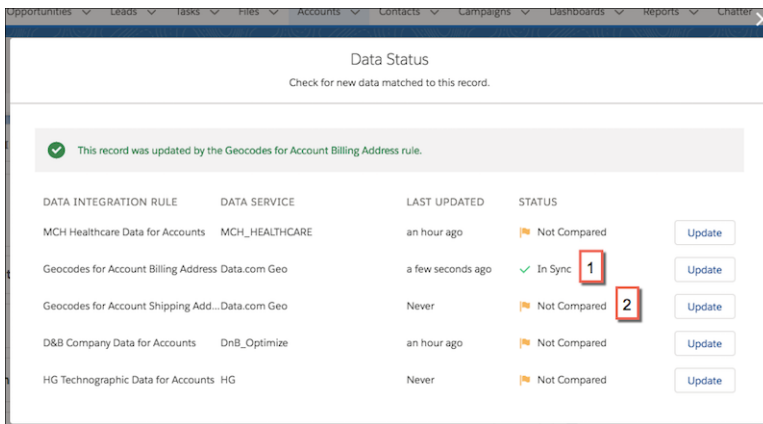 Opportunities Leads Tasks Files Accounts Contacts Campaigns Dashboards Reports Chatter
Data Status
Check for new data matched to this record.
This record was updated by the Geocodes for Account Billing Address rule.
DATA INTEGRATION RULE DATA SERVICE LAST UPDATED STATUS
MCH Healthcare Data for Accounts MCH_HEALTHCARE an hour ago Not Compared Update
Geocodes for Account Billing Address Data.com Geo a few seconds ago In Sync 1 Update
Geocodes for Account Shipping Add... Data.com Geo Never Not Compared 2 Update
D&B Company Data for Accounts DnB_Optimize an hour ago Not Compared Update
HG Technographic Data for Accounts HG Never Not Compared Update